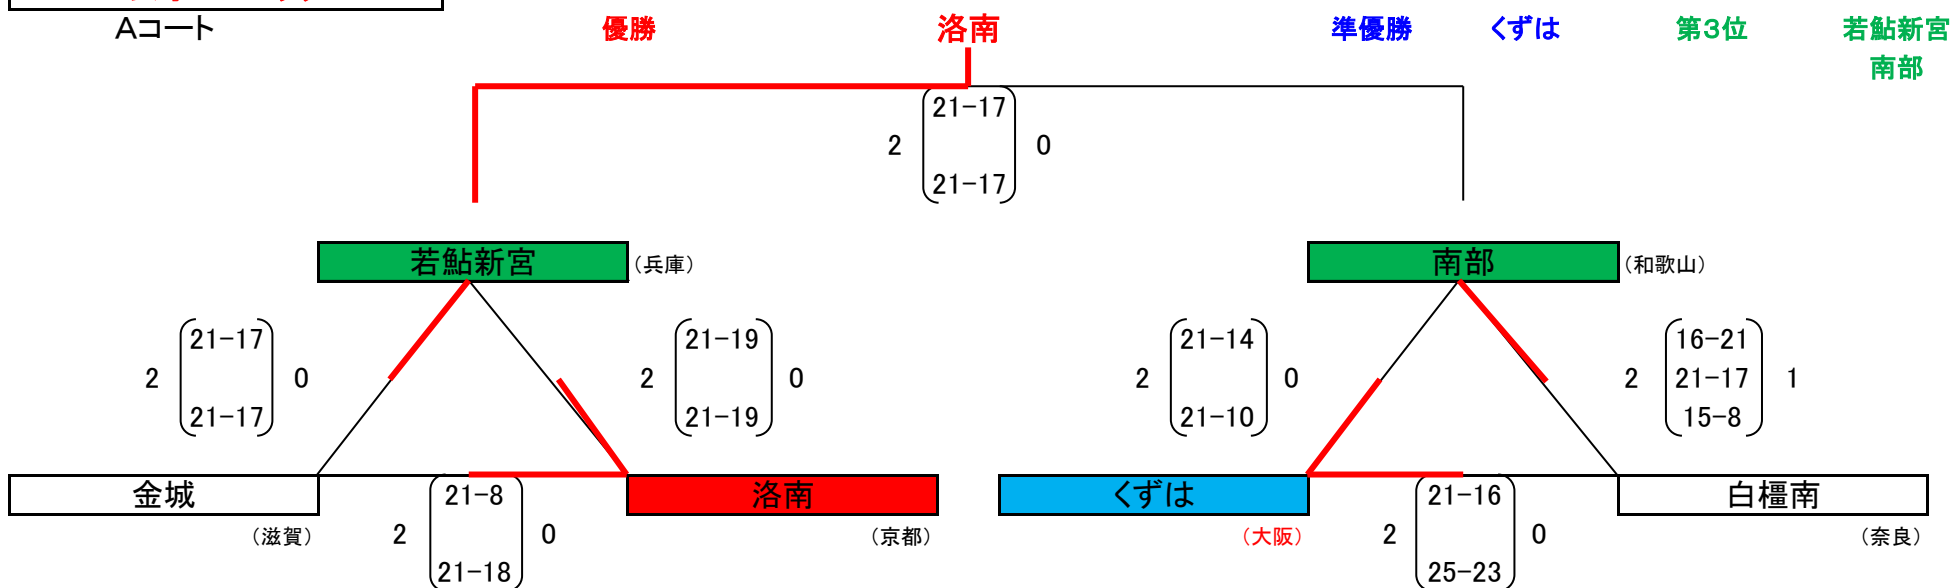 Aコート 優勝 洛南 準優勝 くずは 第3位 若鮎新宮
南部
21-17
2 0
21-17
若鮎新宮 (兵庫) 南部 (和歌山)
21-17 21-19 21-14 16-21
2 0 2 0 2 0 2 21-17 1
21-17 21-19 21-10 15-8
金城 21-8 洛南 くずは 21-16 白橿南
(滋賀) 2 0 (京都) (大阪) 2 0 (奈良)
21-18 25-23